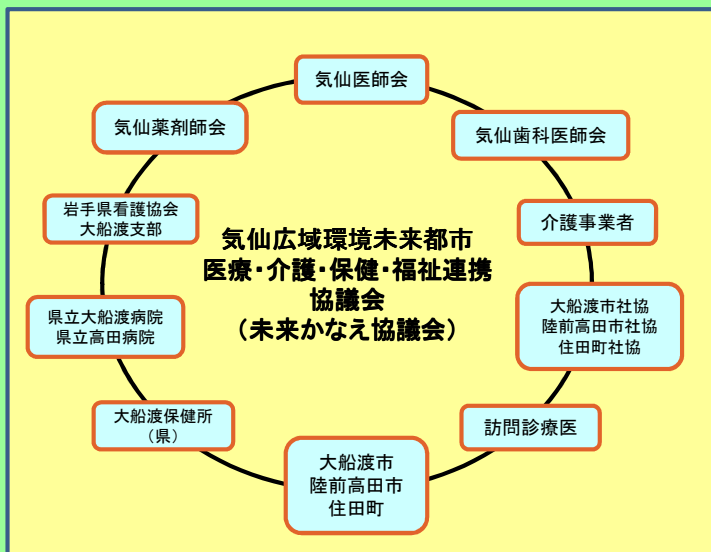 気仙医師会
気仙薬剤師会
気仙歯科医師会
岩手県看護協会
大船渡支部
介護事業者
気仙広域環境未来都市
医療・介護・保健・福祉連携
協議会
（未来かなえ協議会）
県立大船渡病院
県立高田病院
大船渡市社協
陸前高田市社協
住田町社協
大船渡保健所
（県）
訪問診療医
大船渡市
陸前高田市
住田町